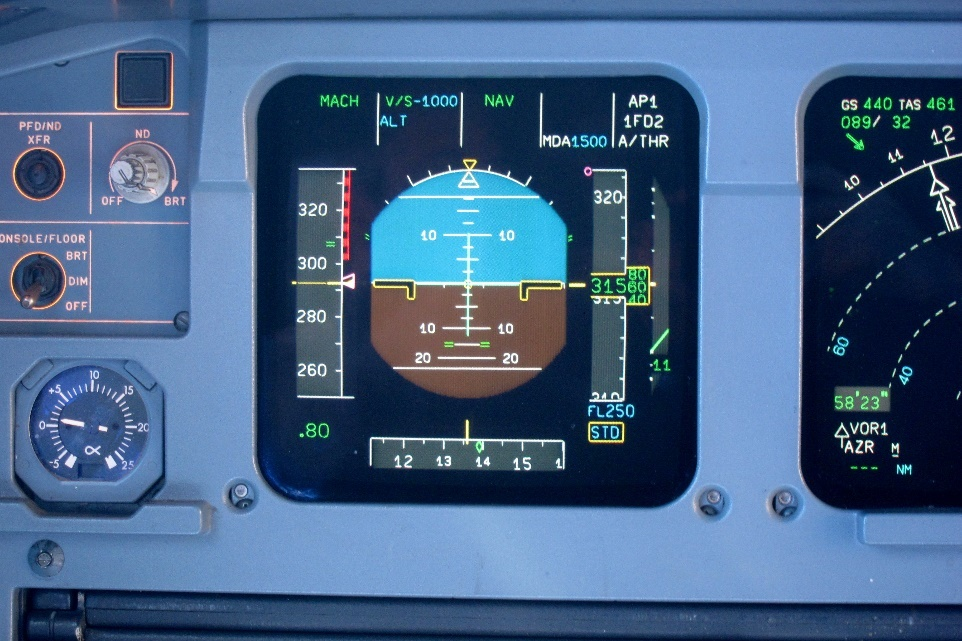 PFD/ND
XFR
ND
OFF
BRT
CONSOLE/FLOOR
BRT
DIM
OFF
10
+5
15
0
20
-5
25
α
MACH
V/S-1000
NAV
AP1
ALT
1FD2
MDA1500
A/THR
320
300
280
260
.80
10 10
10 10
20 20
320
315
80
60
40
11
FL250
STD
12 13 14 15 1
GS 440 TAS 461
089/ 32
10
11
12
60
40
58'23"
VOR1
AZR M
--- NM